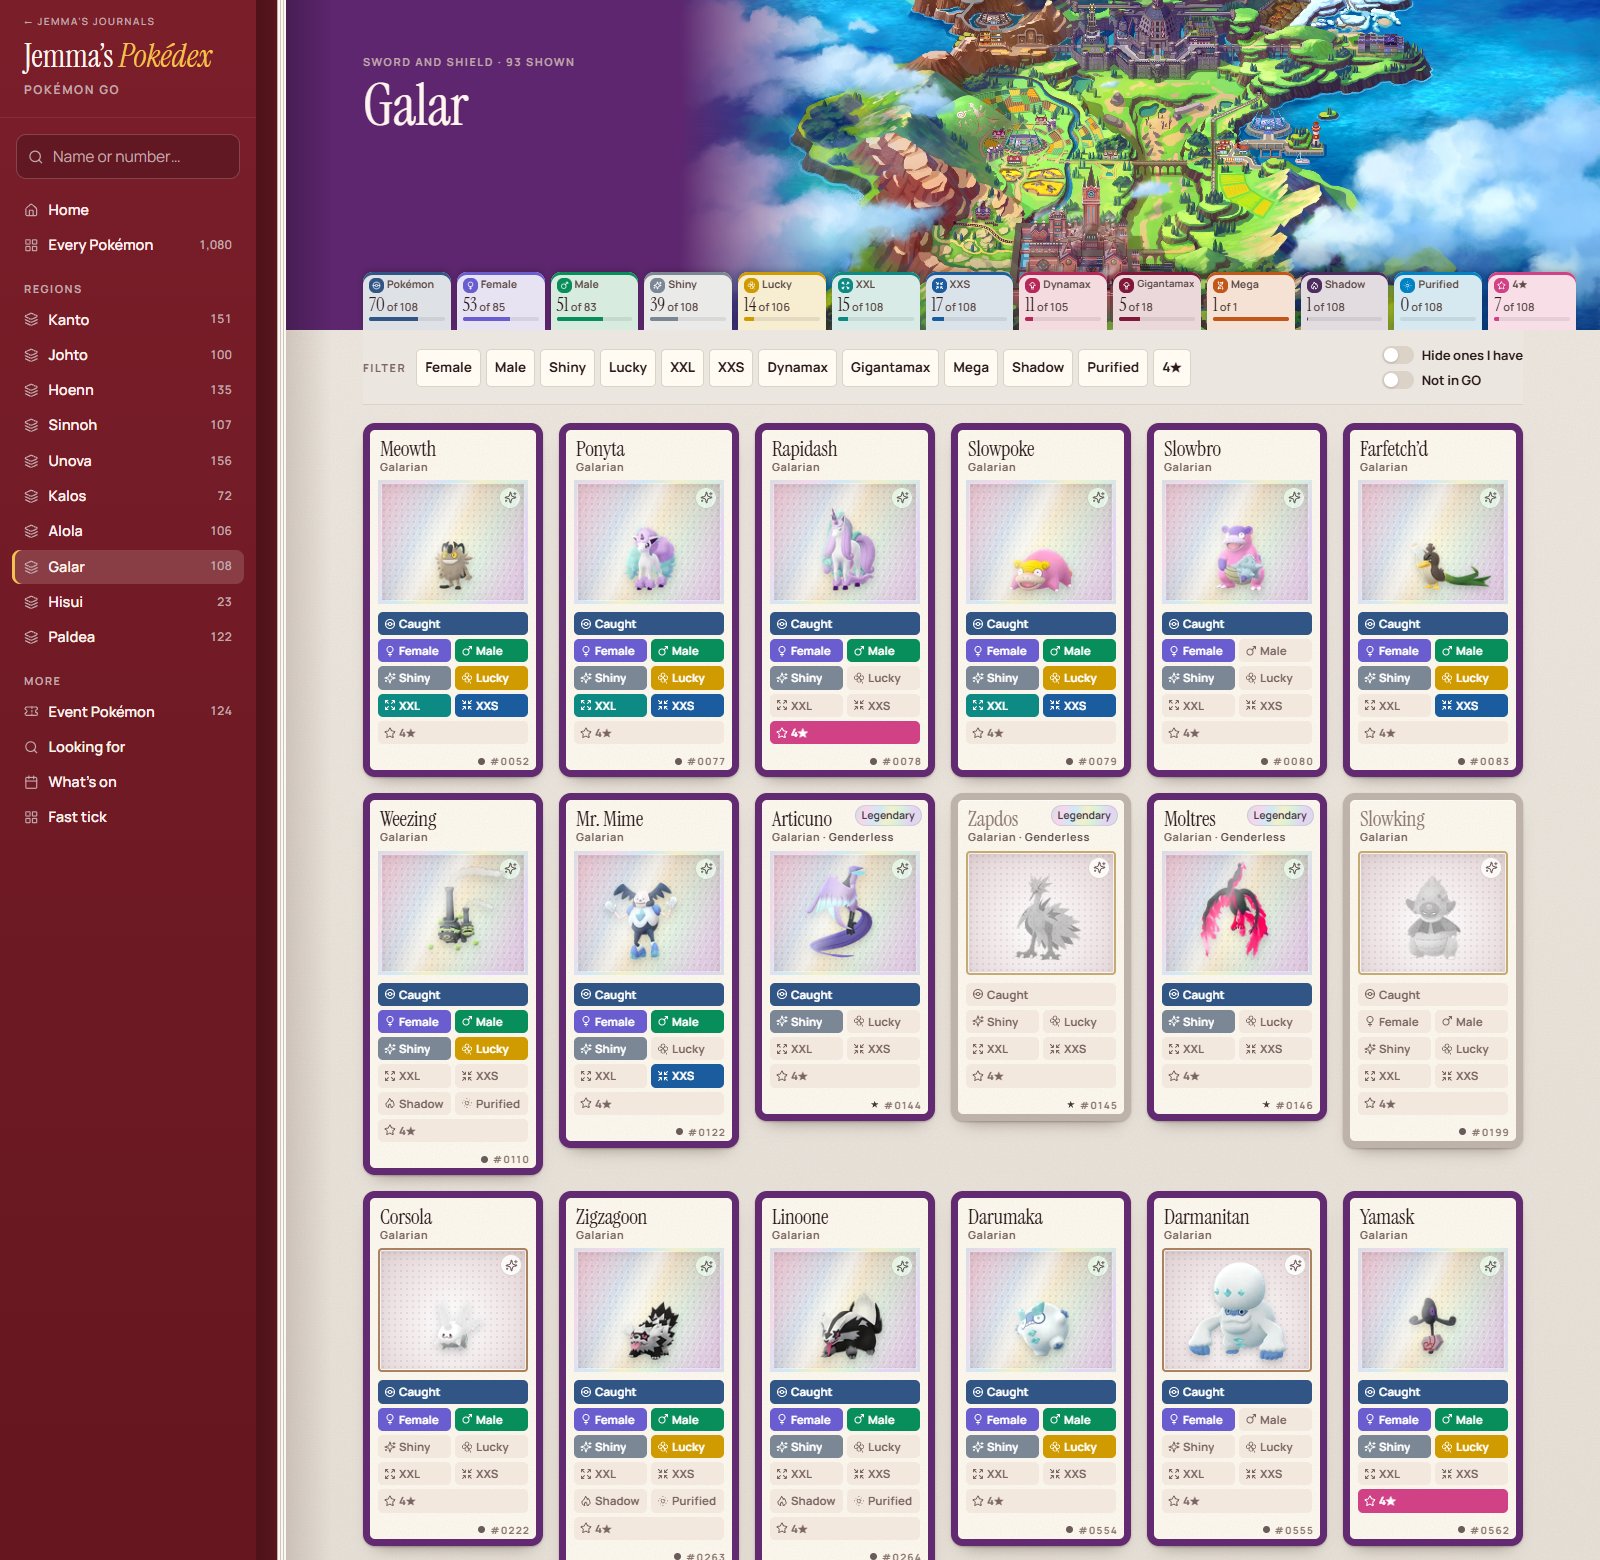 ← JEMMA'S JOURNALS
Jemma's Pokédex
POKÉMON GO
Name or number...
Home
Every Pokémon 1,080
REGIONS
Kanto 151
Johto 100
Hoenn 135
Sinnoh 107
Unova 156
Kalos 72
Alola 106
Galar 108
Hisui 23
Paldea 122
MORE
Event Pokémon 124
Looking for
What's on
Fast tick
SWORD AND SHIELD · 93 SHOWN
Galar
Pokémon Female Male Shiny Lucky XXL XXS Dynamax Gigantamax Mega Shadow Purified 4★
70 of 108 53 of 85 51 of 83 39 of 108 14 of 106 15 of 108 17 of 108 11 of 105 5 of 18 1 of 1 1 of 108 0 of 108 7 of 108
FILTER Female Male Shiny Lucky XXL XXS Dynamax Gigantamax Mega Shadow Purified 4★
Hide ones I have
Not in GO
Meowth
Galarian
Caught
Female Male
Shiny Lucky
XXL XXS
4★
#0052
Ponyta
Galarian
Caught
Female Male
Shiny Lucky
XXL XXS
4★
#0077
Rapidash
Galarian
Caught
Female Male
Shiny Lucky
XXL XXS
4★
#0078
Slowpoke
Galarian
Caught
Female Male
Shiny Lucky
XXL XXS
4★
#0079
Slowbro
Galarian
Caught
Female Male
Shiny Lucky
XXL XXS
4★
#0080
Farfetch'd
Galarian
Caught
Female Male
Shiny Lucky
XXL XXS
4★
#0083
Weezing
Galarian
Caught
Female Male
Shiny Lucky
XXL XXS
Shadow Purified
4★
#0110
Mr. Mime
Galarian
Caught
Female Male
Shiny Lucky
XXL XXS
4★
#0122
Articuno Legendary
Galarian · Genderless
Caught
Shiny Lucky
XXL XXS
4★
★ #0144
Zapdos Legendary
Galarian · Genderless
Caught
Shiny Lucky
XXL XXS
4★
★ #0145
Moltres Legendary
Galarian · Genderless
Caught
Shiny Lucky
XXL XXS
4★
★ #0146
Slowking
Galarian
Caught
Female Male
Shiny Lucky
XXL XXS
4★
#0199
Corsola
Galarian
Caught
Female Male
Shiny Lucky
XXL XXS
4★
#0222
Zigzagoon
Galarian
Caught
Female Male
Shiny Lucky
XXL XXS
Shadow Purified
4★
#0263
Linoone
Galarian
Caught
Female Male
Shiny Lucky
XXL XXS
Shadow Purified
4★
#0264
Darumaka
Galarian
Caught
Female Male
Shiny Lucky
XXL XXS
4★
#0554
Darmanitan
Galarian
Caught
Female Male
Shiny Lucky
XXL XXS
4★
#0555
Yamask
Galarian
Caught
Female Male
Shiny Lucky
XXL XXS
4★
#0562